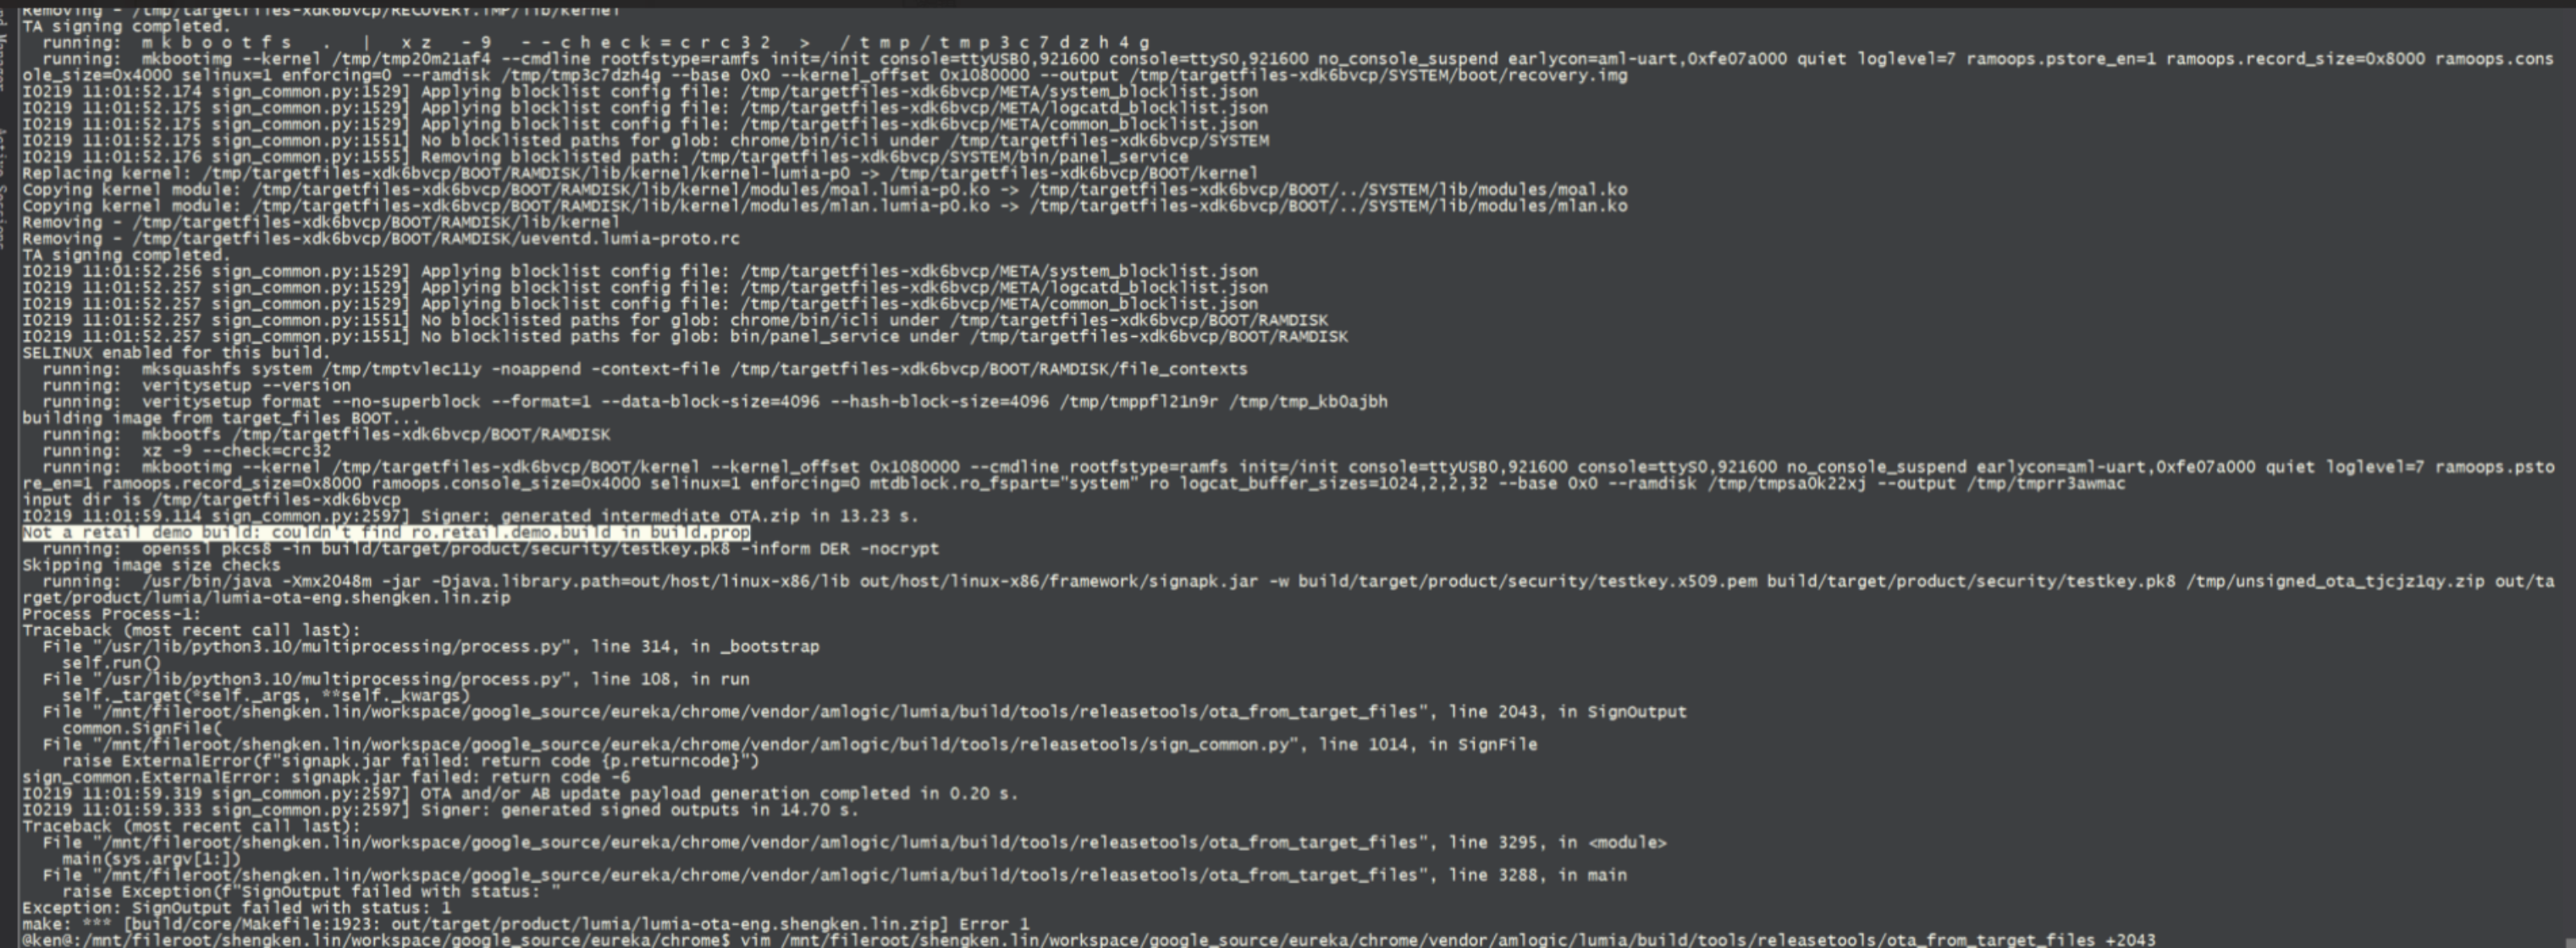 Removing - /tmp/targetfiles-xdk6bvcp/RECOVERY.TMP/lib/kernel
TA signing completed.
  running:  m k b o o t f s   .   |   x z   - 9   - - c h e c k = c r c 3 2   >   / t m p / t m p 3 c 7 d z h 4 g
  running:  mkbootimg --kernel /tmp/tmp20m21af4 --cmdline rootfstype=ramfs init=/init console=ttyUSB0,921600 console=ttyS0,921600 no_console_suspend earlycon=aml-uart,0xfe07a000 quiet loglevel=7 ramoops.pstore_en=1 ramoops.record_size=0x8000 ramoops.cons
ole_size=0x4000 selinux=1 enforcing=0 --ramdisk /tmp/tmp3c7dzh4g --base 0x0 --kernel_offset 0x1080000 --output /tmp/targetfiles-xdk6bvcp/SYSTEM/boot/recovery.img
I0219 11:01:52.174 sign_common.py:1529] Applying blocklist config file: /tmp/targetfiles-xdk6bvcp/META/system_blocklist.json
I0219 11:01:52.175 sign_common.py:1529] Applying blocklist config file: /tmp/targetfiles-xdk6bvcp/META/logcatd_blocklist.json
I0219 11:01:52.175 sign_common.py:1529] Applying blocklist config file: /tmp/targetfiles-xdk6bvcp/META/common_blocklist.json
I0219 11:01:52.175 sign_common.py:1551] No blocklisted paths for glob: chrome/bin/icli under /tmp/targetfiles-xdk6bvcp/SYSTEM
I0219 11:01:52.176 sign_common.py:1555] Removing blocklisted path: /tmp/targetfiles-xdk6bvcp/SYSTEM/bin/panel_service
Replacing kernel: /tmp/targetfiles-xdk6bvcp/BOOT/RAMDISK/lib/kernel/kernel-lumia-p0 -> /tmp/targetfiles-xdk6bvcp/BOOT/kernel
Copying kernel module: /tmp/targetfiles-xdk6bvcp/BOOT/RAMDISK/lib/kernel/modules/moal.lumia-p0.ko -> /tmp/targetfiles-xdk6bvcp/BOOT/../SYSTEM/lib/modules/moal.ko
Copying kernel module: /tmp/targetfiles-xdk6bvcp/BOOT/RAMDISK/lib/kernel/modules/mlan.lumia-p0.ko -> /tmp/targetfiles-xdk6bvcp/BOOT/../SYSTEM/lib/modules/mlan.ko
Removing - /tmp/targetfiles-xdk6bvcp/BOOT/RAMDISK/lib/kernel
Removing - /tmp/targetfiles-xdk6bvcp/BOOT/RAMDISK/ueventd.lumia-proto.rc
TA signing completed.
I0219 11:01:52.256 sign_common.py:1529] Applying blocklist config file: /tmp/targetfiles-xdk6bvcp/META/system_blocklist.json
I0219 11:01:52.257 sign_common.py:1529] Applying blocklist config file: /tmp/targetfiles-xdk6bvcp/META/logcatd_blocklist.json
I0219 11:01:52.257 sign_common.py:1529] Applying blocklist config file: /tmp/targetfiles-xdk6bvcp/META/common_blocklist.json
I0219 11:01:52.257 sign_common.py:1551] No blocklisted paths for glob: chrome/bin/icli under /tmp/targetfiles-xdk6bvcp/BOOT/RAMDISK
I0219 11:01:52.257 sign_common.py:1551] No blocklisted paths for glob: bin/panel_service under /tmp/targetfiles-xdk6bvcp/BOOT/RAMDISK
SELINUX enabled for this build.
  running:  mksquashfs system /tmp/tmptvlec11y -noappend -context-file /tmp/targetfiles-xdk6bvcp/BOOT/RAMDISK/file_contexts
  running:  veritysetup --version
  running:  veritysetup format --no-superblock --format=1 --data-block-size=4096 --hash-block-size=4096 /tmp/tmppfl21n9r /tmp/tmp_kb0ajbh
building image from target_files BOOT...
  running:  mkbootfs /tmp/targetfiles-xdk6bvcp/BOOT/RAMDISK
  running:  xz -9 --check=crc32
  running:  mkbootimg --kernel /tmp/targetfiles-xdk6bvcp/BOOT/kernel --kernel_offset 0x1080000 --cmdline rootfstype=ramfs init=/init console=ttyUSB0,921600 console=ttyS0,921600 no_console_suspend earlycon=aml-uart,0xfe07a000 quiet loglevel=7 ramoops.psto
re_en=1 ramoops.record_size=0x8000 ramoops.console_size=0x4000 selinux=1 enforcing=0 mtdblock.ro_fspart="system" ro logcat_buffer_sizes=1024,2,2,32 --base 0x0 --ramdisk /tmp/tmpsa0k22xj --output /tmp/tmprr3awmac
input dir is /tmp/targetfiles-xdk6bvcp
I0219 11:01:59.114 sign_common.py:2597] Signer: generated intermediate OTA.zip in 13.23 s.
Not a retail demo build: couldn't find ro.retail.demo.build in build.prop
  running:  openssl pkcs8 -in build/target/product/security/testkey.pk8 -inform DER -nocrypt
Skipping image size checks
  running:  /usr/bin/java -Xmx2048m -jar -Djava.library.path=out/host/linux-x86/lib out/host/linux-x86/framework/signapk.jar -w build/target/product/security/testkey.x509.pem build/target/product/security/testkey.pk8 /tmp/unsigned_ota_tjcjz1qy.zip out/ta
rget/product/lumia/lumia-ota-eng.shengken.lin.zip
Process Process-1:
Traceback (most recent call last):
  File "/usr/lib/python3.10/multiprocessing/process.py", line 314, in _bootstrap
    self.run()
  File "/usr/lib/python3.10/multiprocessing/process.py", line 108, in run
    self._target(*self._args, **self._kwargs)
  File "/mnt/fileroot/shengken.lin/workspace/google_source/eureka/chrome/vendor/amlogic/lumia/build/tools/releasetools/ota_from_target_files", line 2043, in SignOutput
    common.SignFile(
  File "/mnt/fileroot/shengken.lin/workspace/google_source/eureka/chrome/vendor/amlogic/build/tools/releasetools/sign_common.py", line 1014, in SignFile
    raise ExternalError(f"signapk.jar failed: return code {p.returncode}")
sign_common.ExternalError: signapk.jar failed: return code -6
I0219 11:01:59.319 sign_common.py:2597] OTA and/or AB update payload generation completed in 0.20 s.
I0219 11:01:59.333 sign_common.py:2597] Signer: generated signed outputs in 14.70 s.
Traceback (most recent call last):
  File "/mnt/fileroot/shengken.lin/workspace/google_source/eureka/chrome/vendor/amlogic/lumia/build/tools/releasetools/ota_from_target_files", line 3295, in <module>
    main(sys.argv[1:])
  File "/mnt/fileroot/shengken.lin/workspace/google_source/eureka/chrome/vendor/amlogic/lumia/build/tools/releasetools/ota_from_target_files", line 3288, in main
    raise Exception(f"SignOutput failed with status: "
Exception: SignOutput failed with status: 1
make: *** [build/core/Makefile:1923: out/target/product/lumia/lumia-ota-eng.shengken.lin.zip] Error 1
@ken@:/mnt/fileroot/shengken.lin/workspace/google_source/eureka/chrome$ vim /mnt/fileroot/shengken.lin/workspace/google_source/eureka/chrome/vendor/amlogic/lumia/build/tools/releasetools/ota_from_target_files +2043